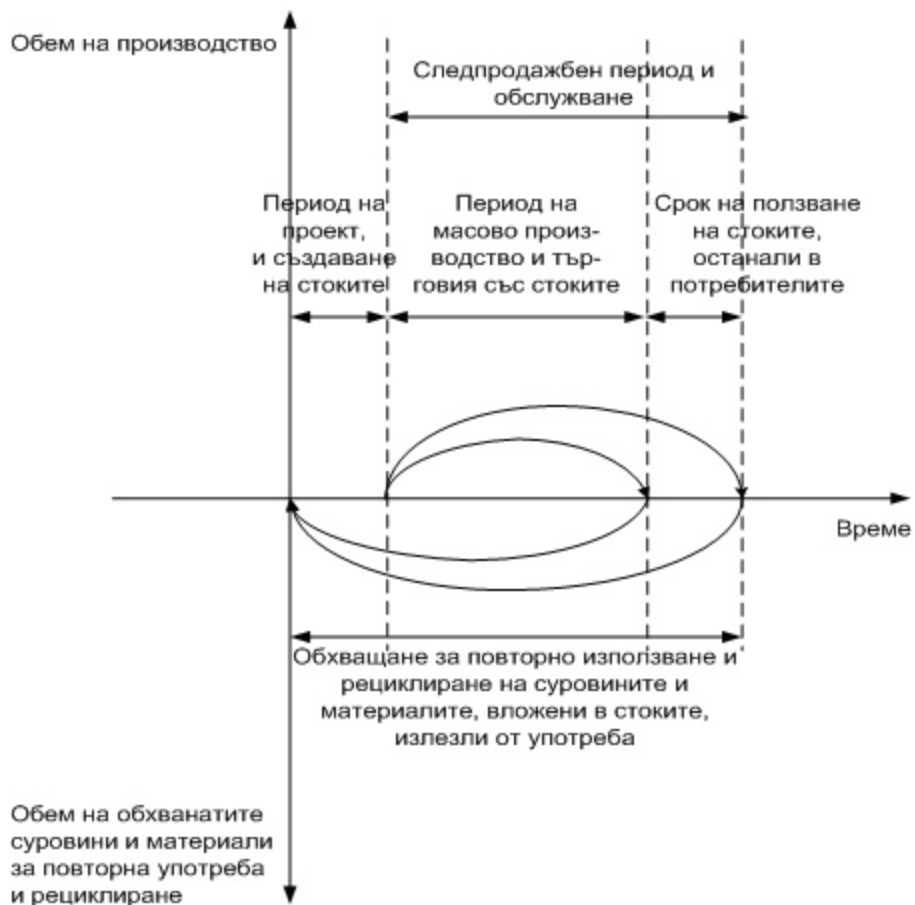 Обем на производство
Следпродажбен период и
обслужване
Период на
проект,
и създаване
на стоките
Период на
масово произ-
водство и тър-
говия със стоките
Срок на ползване
на стоките,
останали в
потребителите
Време
Обхващане за повторно използване и
рециклиране на суровините и
материалите, вложени в стоките,
излезли от употреба
Обем на обхванатите
суровини и материали
за повторна употреба
и рециклиране